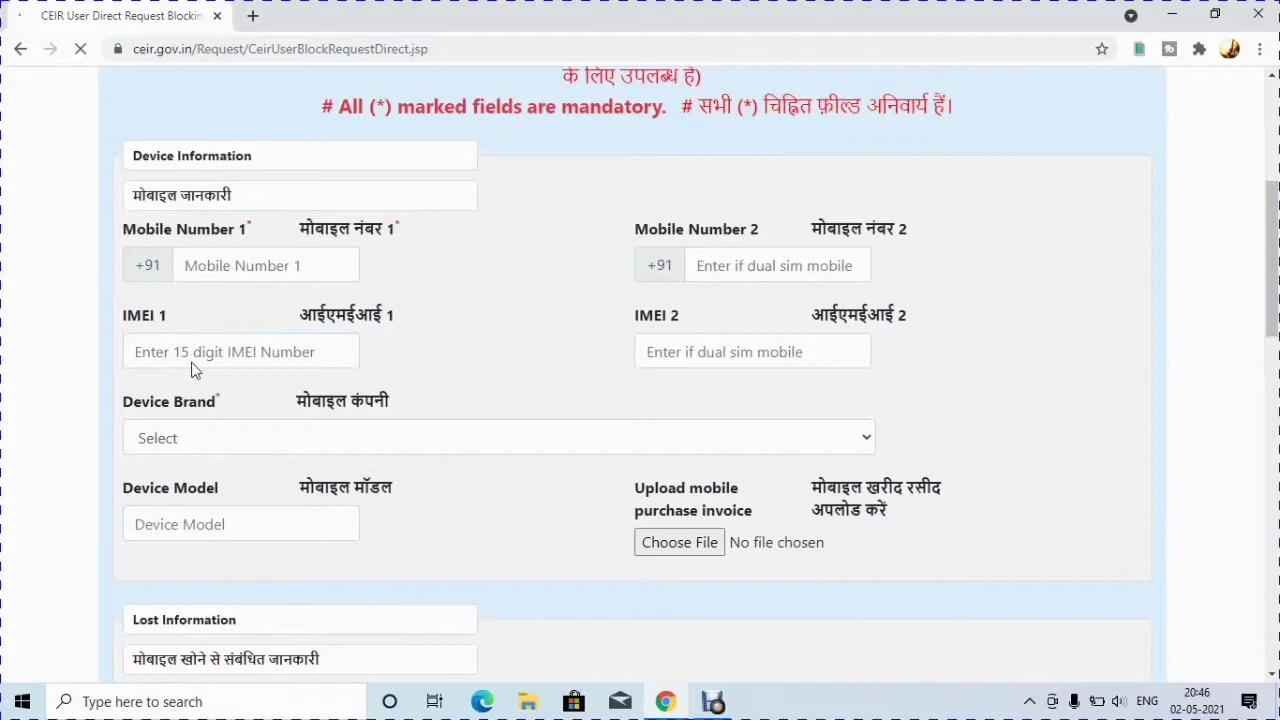 CEIR User Direct Request Blockin
ceir.gov.in/Request/CeirUserBlockRequestDirect.jsp
के लिए उपलब्ध है)
# All (*) marked fields are mandatory. # सभी (*) चिह्नित फ़ील्ड अनिवार्य हैं।
Device Information
मोबाइल जानकारी
Mobile Number 1* मोबाइल नंबर 1* Mobile Number 2 मोबाइल नंबर 2
+91 Mobile Number 1 +91 Enter if dual sim mobile
IMEI 1 आईएमईआई 1 IMEI 2 आईएमईआई 2
Enter 15 digit IMEI Number Enter if dual sim mobile
Device Brand* मोबाइल कंपनी
Select
Device Model मोबाइल मॉडल Upload mobile मोबाइल खरीद रसीद
purchase invoice अपलोड करें
Device Model Choose File No file chosen
Lost Information
मोबाइल खोने से संबंधित जानकारी
Type here to search ENG 20:46
02-05-2021